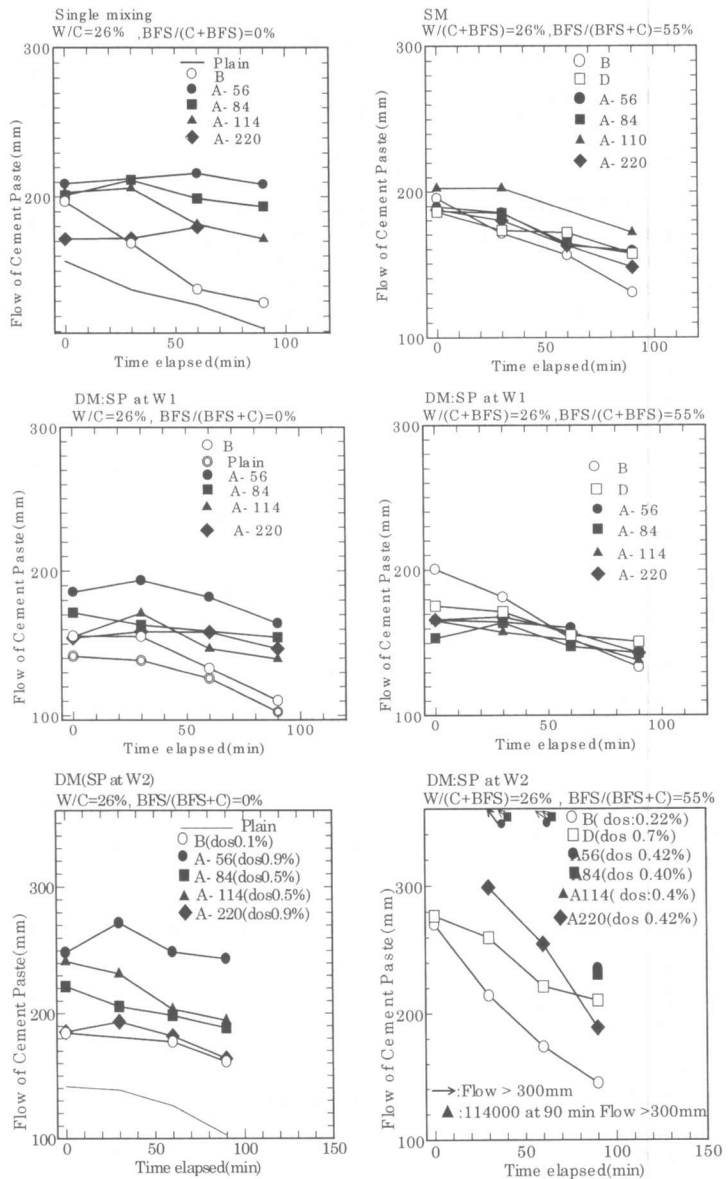 Single mixing
W/C=26% ,BFS/(C+BFS)=0%
300
200
Plain
B
A- 56
A- 84
A- 114
A- 220
0 50 100
Time elapsed(min)
Flow of Cement Paste(mm)
SM
W/(C+BFS)=26%,BFS/(BFS+C)=55%
300
200
100
B
D
A- 56
A- 84
A- 110
A- 220
0 50 100
Time elapsed(min)
Flow of Cement Paste(mm)
DM:SP at W1
W/C=26%, BFS/(BFS+C)=0%
300
200
100
B
Plain
A- 56
A- 84
A- 114
A- 220
0 50 100
Time elapsed(min)
Flow of Cement Paste(mm)
DM:SP at W1
W/(C+BFS)=26%,BFS/(C+BFS)=55%
300
200
100
B
D
A- 56
A- 84
A- 114
A- 220
0 50 100
Time elapsed(min)
Flow of Cement Paste(mm)
DM(SP at W2)
W/C=26%, BFS/(BFS+C)=0%
300
200
100
Plain
B(dos0.1%)
A- 56(dos0.9%)
A- 84(dos0.5%)
A- 114(dos0.5%)
A- 220(dos0.9%)
0 50 100 150
Time elapsed(min)
Flow of Cement Paste(mm)
DM:SP at W2
W/(C+BFS)=26%, BFS/(BFS+C)=55%
300
200
100
B( dos:0.22%)
D(dos 0.7%)
A56(dos 0.42%)
A84(dos 0.40%)
A114( dos:0.4%)
A220(dos 0.42%)
:Flow > 300mm
:114000 at 90 min Flow >300mm
0 50 100 150
Time elapsed(min)
Flow of Cement Paste(mm)